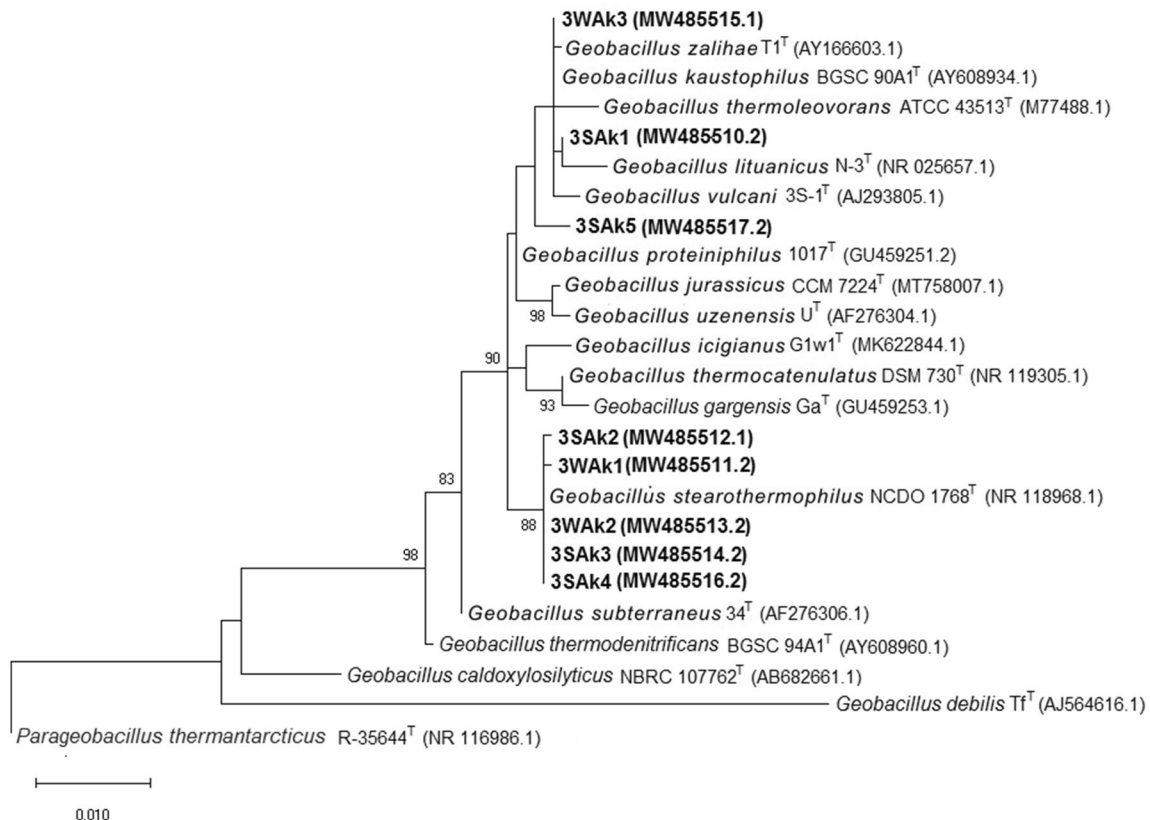 3WAk3 (MW485515.1)
Geobacillus zalihae T1ᵀ (AY166603.1)
Geobacillus kaustophilus BGSC 90A1ᵀ (AY608934.1)
Geobacillus thermoleovorans ATCC 43513ᵀ (M77488.1)
3SAk1 (MW485510.2)
Geobacillus lituanicus N-3ᵀ (NR 025657.1)
Geobacillus vulcani 3S-1ᵀ (AJ293805.1)
3SAk5 (MW485517.2)
Geobacillus proteiniphilus 1017ᵀ (GU459251.2)
Geobacillus jurassicus CCM 7224ᵀ (MT758007.1)
98
Geobacillus uzenensis Uᵀ (AF276304.1)
Geobacillus icigianus G1w1ᵀ (MK622844.1)
90
Geobacillus thermocatenulatus DSM 730ᵀ (NR 119305.1)
93
Geobacillus gargensis Gaᵀ (GU459253.1)
3SAk2 (MW485512.1)
3WAk1(MW485511.2)
83
Geobacillus stearothermophilus NCDO 1768ᵀ (NR 118968.1)
88
3WAk2 (MW485513.2)
3SAk3 (MW485514.2)
98
3SAk4 (MW485516.2)
Geobacillus subterraneus 34ᵀ (AF276306.1)
Geobacillus thermodenitrificans BGSC 94A1ᵀ (AY608960.1)
Geobacillus caldoxylosilyticus NBRC 107762ᵀ (AB682661.1)
Geobacillus debilis Tfᵀ (AJ564616.1)
Parageobacillus thermantarcticus R-35644ᵀ (NR 116986.1)
0.010